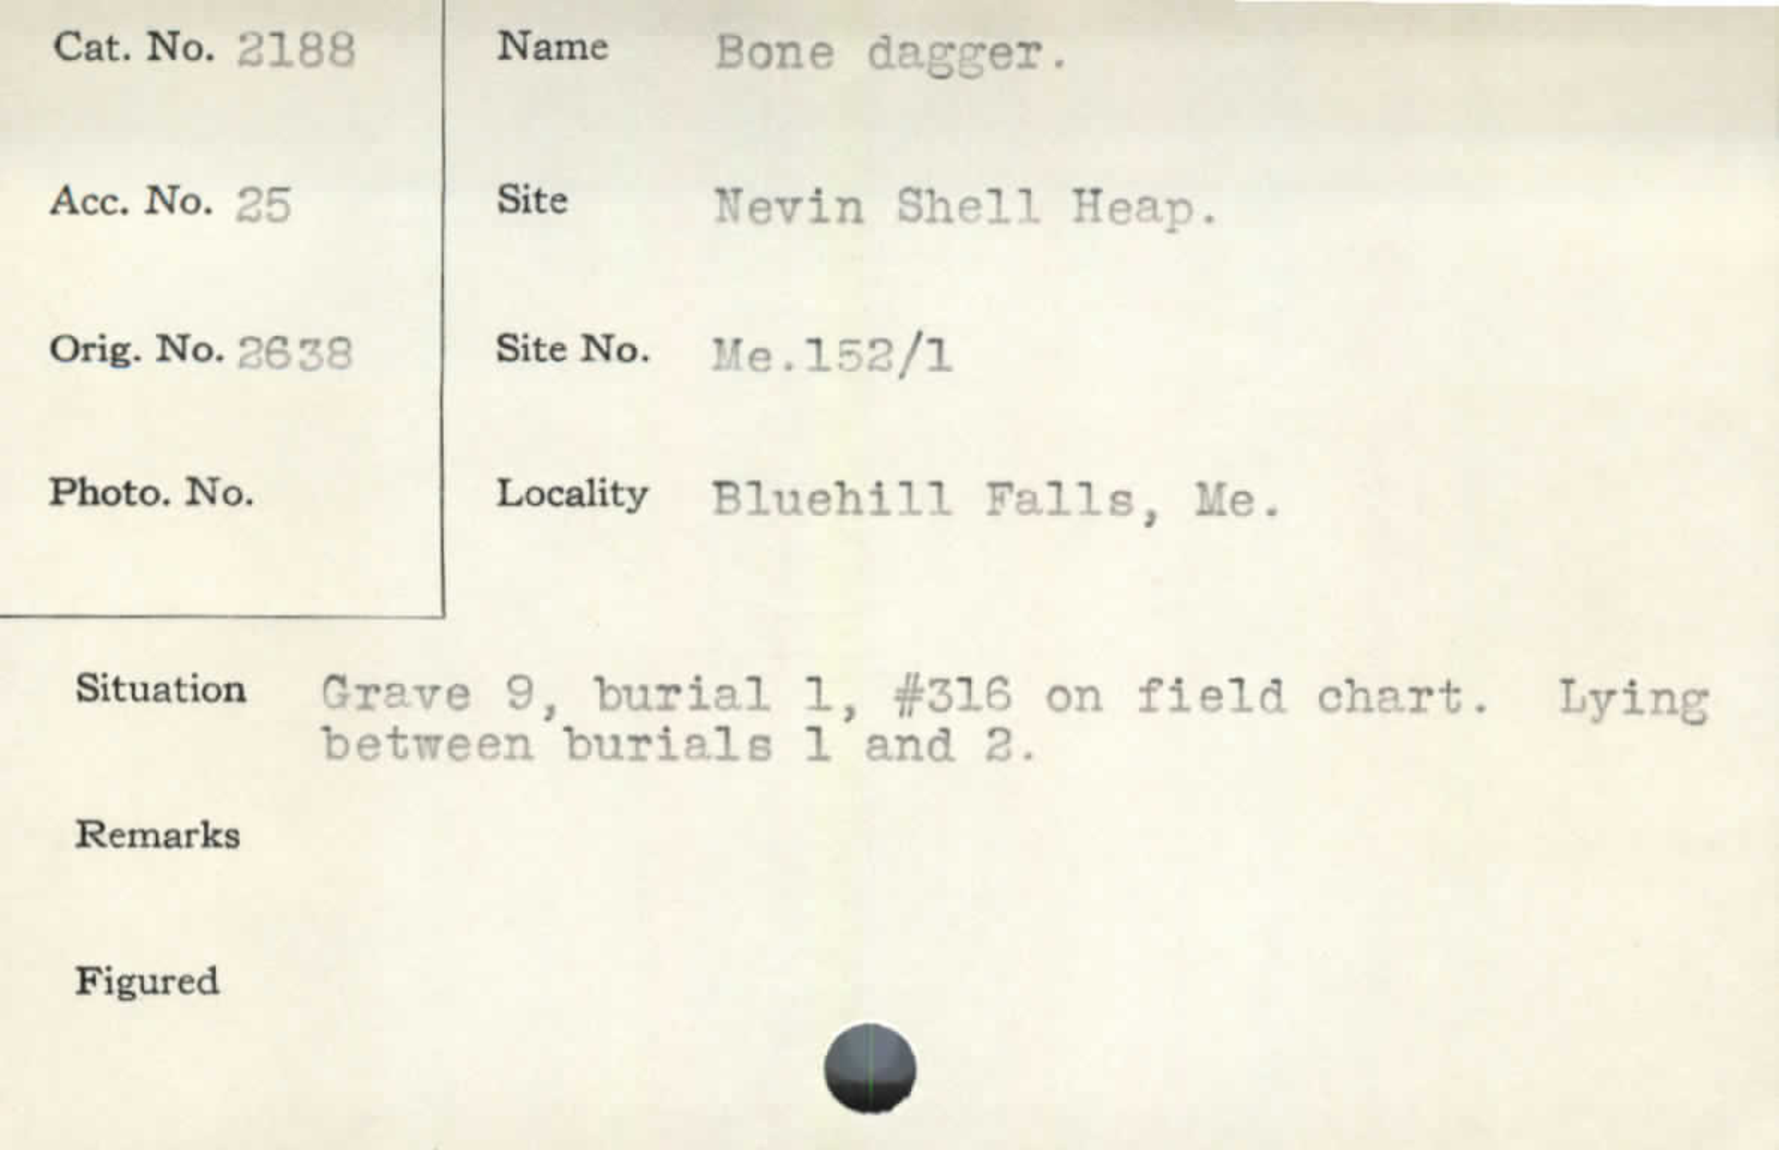 Cat. No. 2188
Name Bone dagger.
Acc. No. 25
Site Nevin Shell Heap.
Orig. No. 2638
Site No. Me.152/1
Photo. No.
Locality Bluehill Falls, Me.
Situation Grave 9, burial 1, #316 on field chart. Lying
between burials 1 and 2.
Remarks
Figured